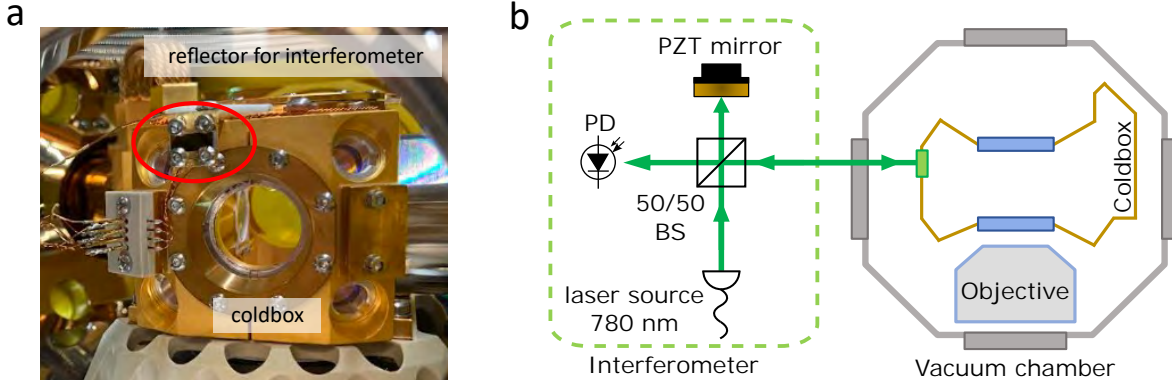 a
reflector for interferometer
coldbox
b
PZT mirror
PD
50/50
BS
laser source
780 nm
Interferometer
Coldbox
Objective
Vacuum chamber